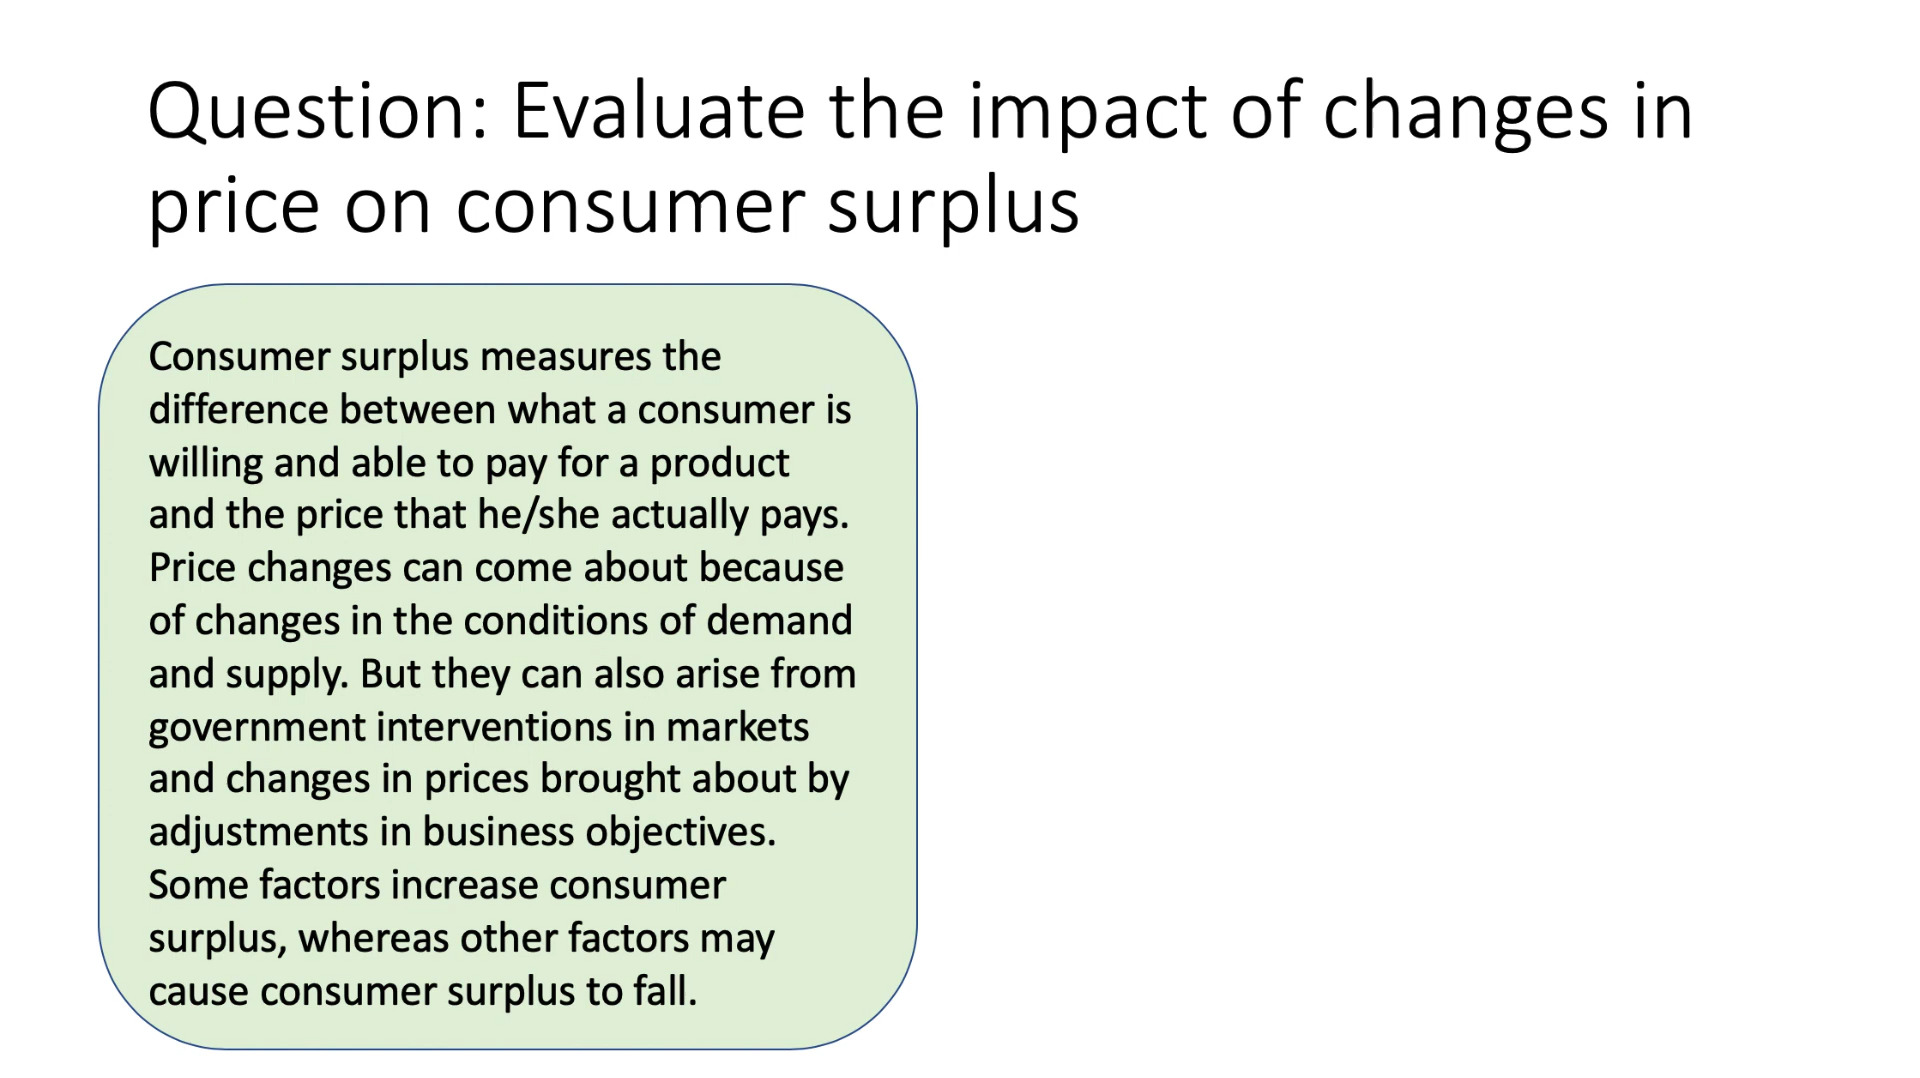 Question: Evaluate the impact of changes in
price on consumer surplus
Consumer surplus measures the
difference between what a consumer is
willing and able to pay for a product
and the price that he/she actually pays.
Price changes can come about because
of changes in the conditions of demand
and supply. But they can also arise from
government interventions in markets
and changes in prices brought about by
adjustments in business objectives.
Some factors increase consumer
surplus, whereas other factors may
cause consumer surplus to fall.